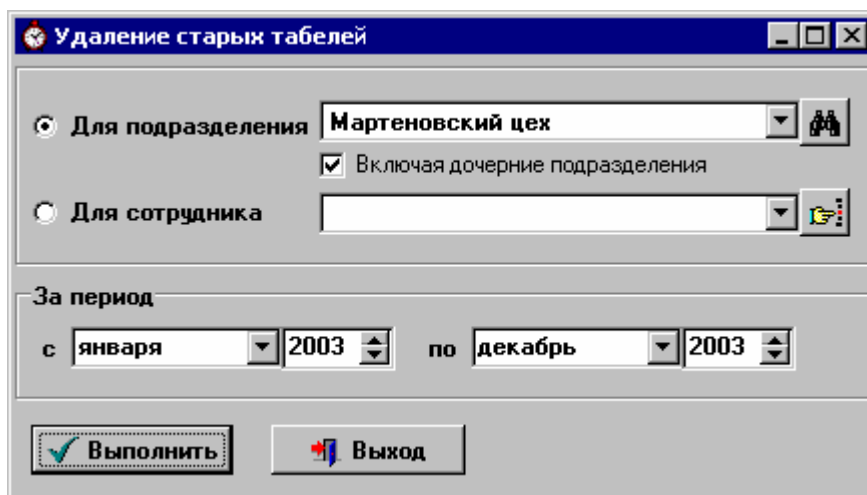 Удаление старых табелей
Для подразделения Мартеновский цех
Включая дочерние подразделения
Для сотрудника
За период
с января 2003 по декабрь 2003
Выполнить Выход